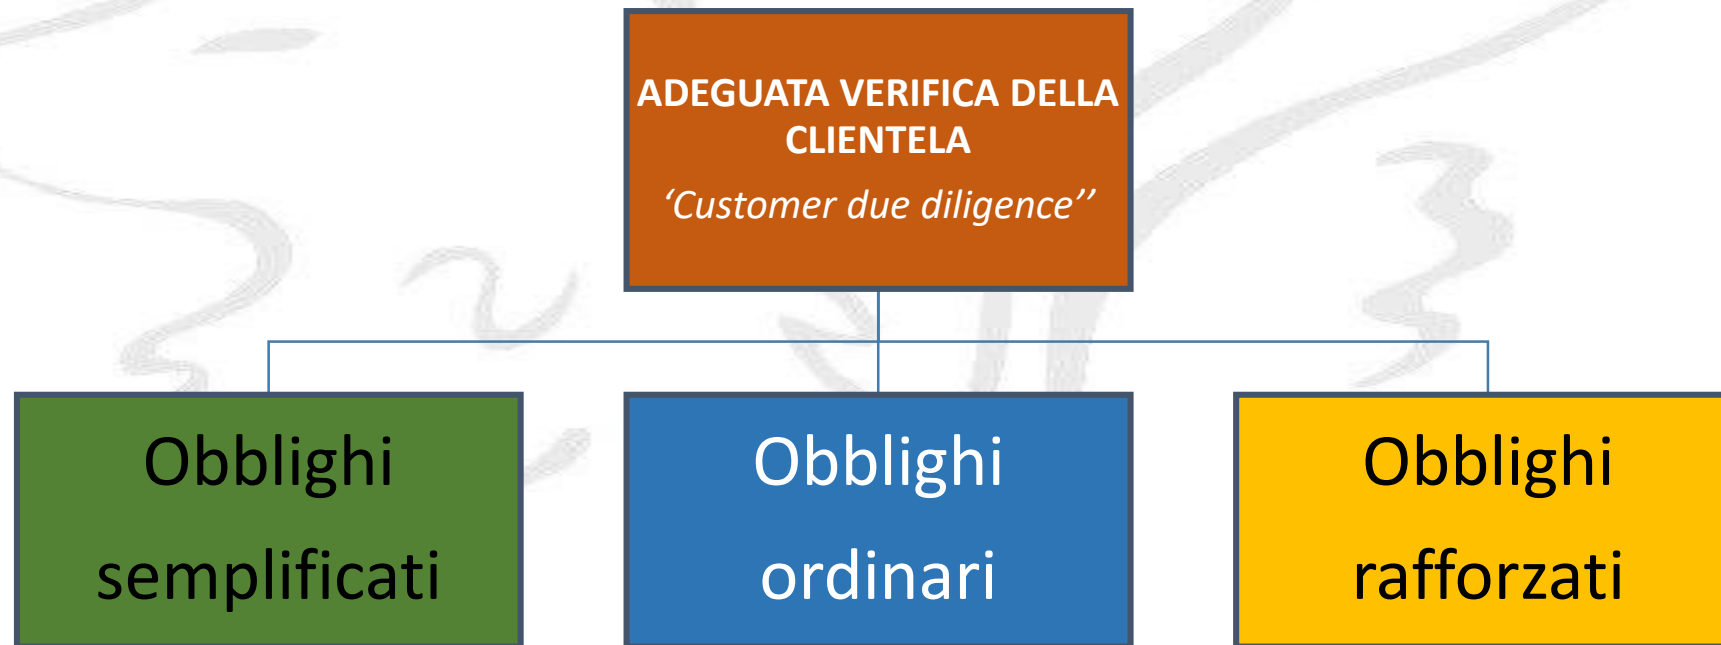 ADEGUATA VERIFICA DELLA
CLIENTELA
‘Customer due diligence’’
Obblighi
semplificati
Obblighi
ordinari
Obblighi
rafforzati